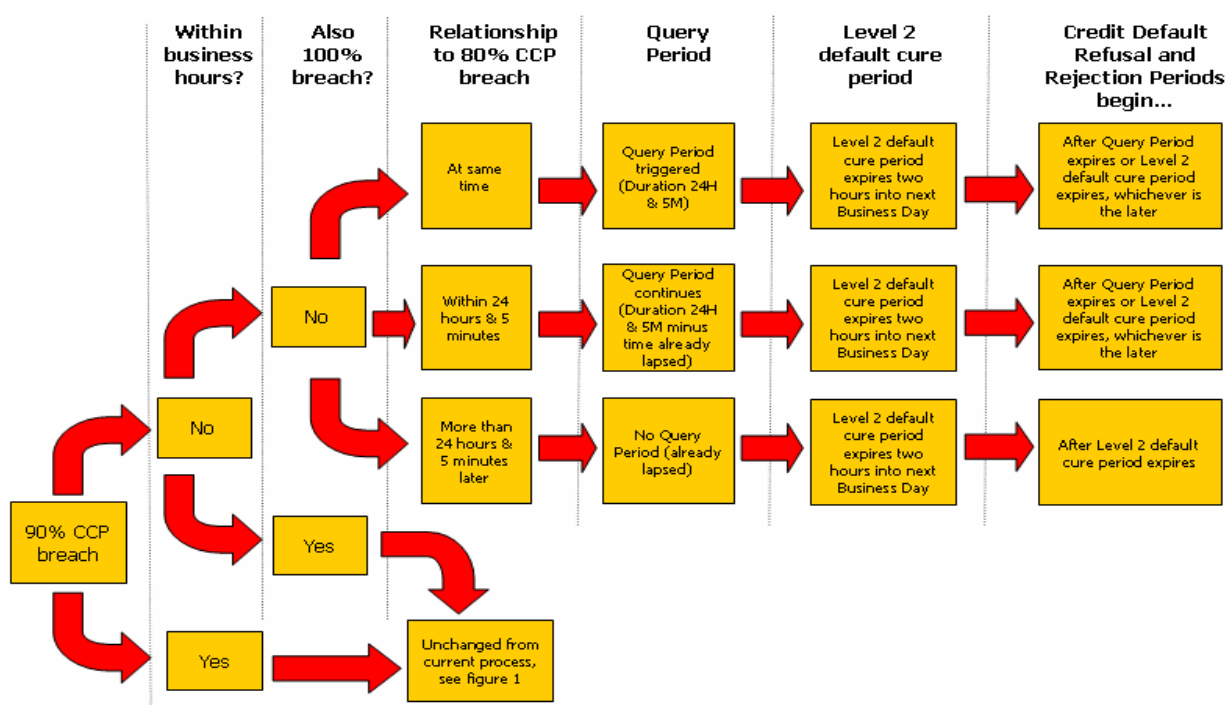 Within
business
hours?
Also
100%
breach?
Relationship
to 80% CCP
breach
Query
Period
Level 2
default cure
period
Credit Default
Refusal and
Rejection Periods
begin...
At same
time
Query Period
triggered
(Duration 24H
& 5M)
Level 2 default
cure period
expires two
hours into next
Business Day
After Query Period
expires or Level 2
default cure period
expires, whichever is
the later
No
Within 24
hours & 5
minutes
Query Period
continues
(Duration 24H
& 5M minus
time already
lapsed)
Level 2 default
cure period
expires two
hours into next
Business Day
After Query Period
expires or Level 2
default cure period
expires, whichever is
the later
No
More than
24 hours &
5 minutes
later
No Query
Period (already
lapsed)
Level 2 default
cure period
expires two
hours into next
Business Day
After Level 2 default
cure period expires
90% CCP
breach
Yes
Yes
Unchanged from
current process,
see figure 1